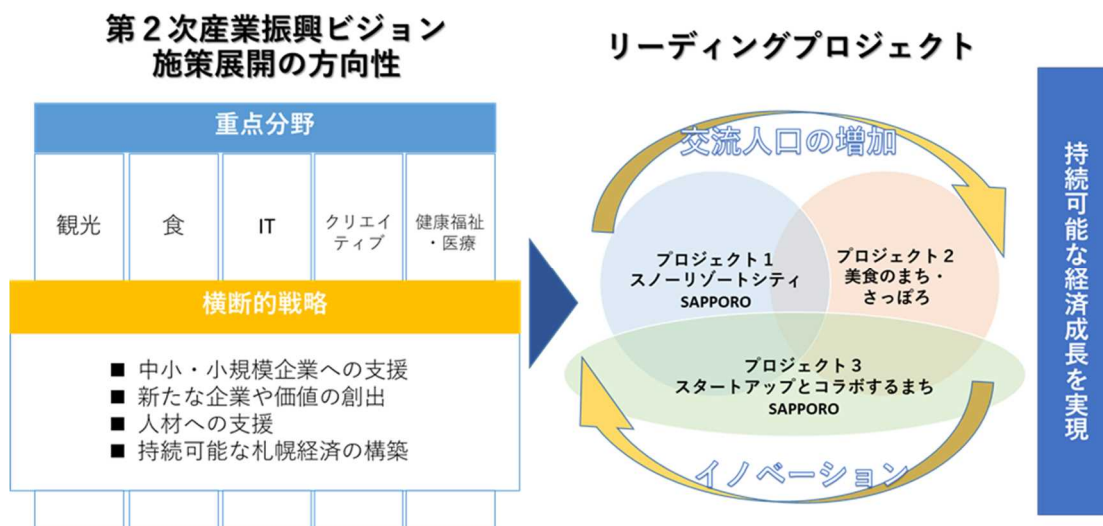 第２次産業振興ビジョン
施策展開の方向性
重点分野
観光
食
IT
クリエイ
ティブ
健康福祉
・医療
横断的戦略
■ 中小・小規模企業への支援
■ 新たな企業や価値の創出
■ 人材への支援
■ 持続可能な札幌経済の構築
リーディングプロジェクト
交流人口の増加
プロジェクト１
スノーリゾートシティ
SAPPORO
プロジェクト２
美食のまち・
さっぽろ
プロジェクト３
スタートアップとコラボするまち
SAPPORO
イノベーション
持続可能な経済成長を実現